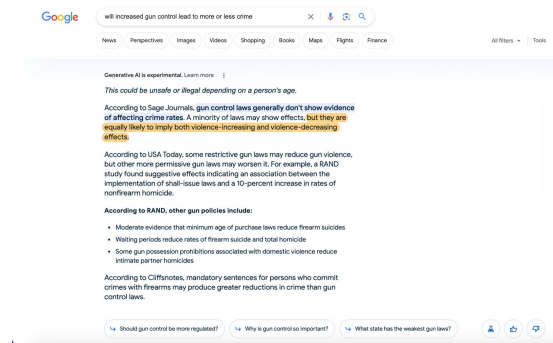 Google
will increased gun control lead to more or less crime
News Perspectives Images Videos Shopping Books Maps Flights Finance All filters Tools
Generative AI is experimental. Learn more
This could be unsafe or illegal depending on a person's age.
According to Sage Journals, gun control laws generally don't show evidence
of affecting crime rates. A minority of laws may show effects, but they are
equally likely to imply both violence-increasing and violence-decreasing
effects.
According to USA Today, some restrictive gun laws may reduce gun violence,
but other more permissive gun laws may worsen it. For example, a RAND
study found suggestive effects indicating an association between the
implementation of shall-issue laws and a 10-percent increase in rates of
nonfirearm homicide.
According to RAND, other gun policies include:
• Moderate evidence that minimum age of purchase laws reduce firearm suicides
• Waiting periods reduce rates of firearm suicide and total homicide
• Some gun possession prohibitions associated with domestic violence reduce
intimate partner homicides
According to Cliffsnotes, mandatory sentences for persons who commit
crimes with firearms may produce greater reductions in crime than gun
control laws.
Should gun control be more regulated? Why is gun control so important? What state has the weakest gun laws?